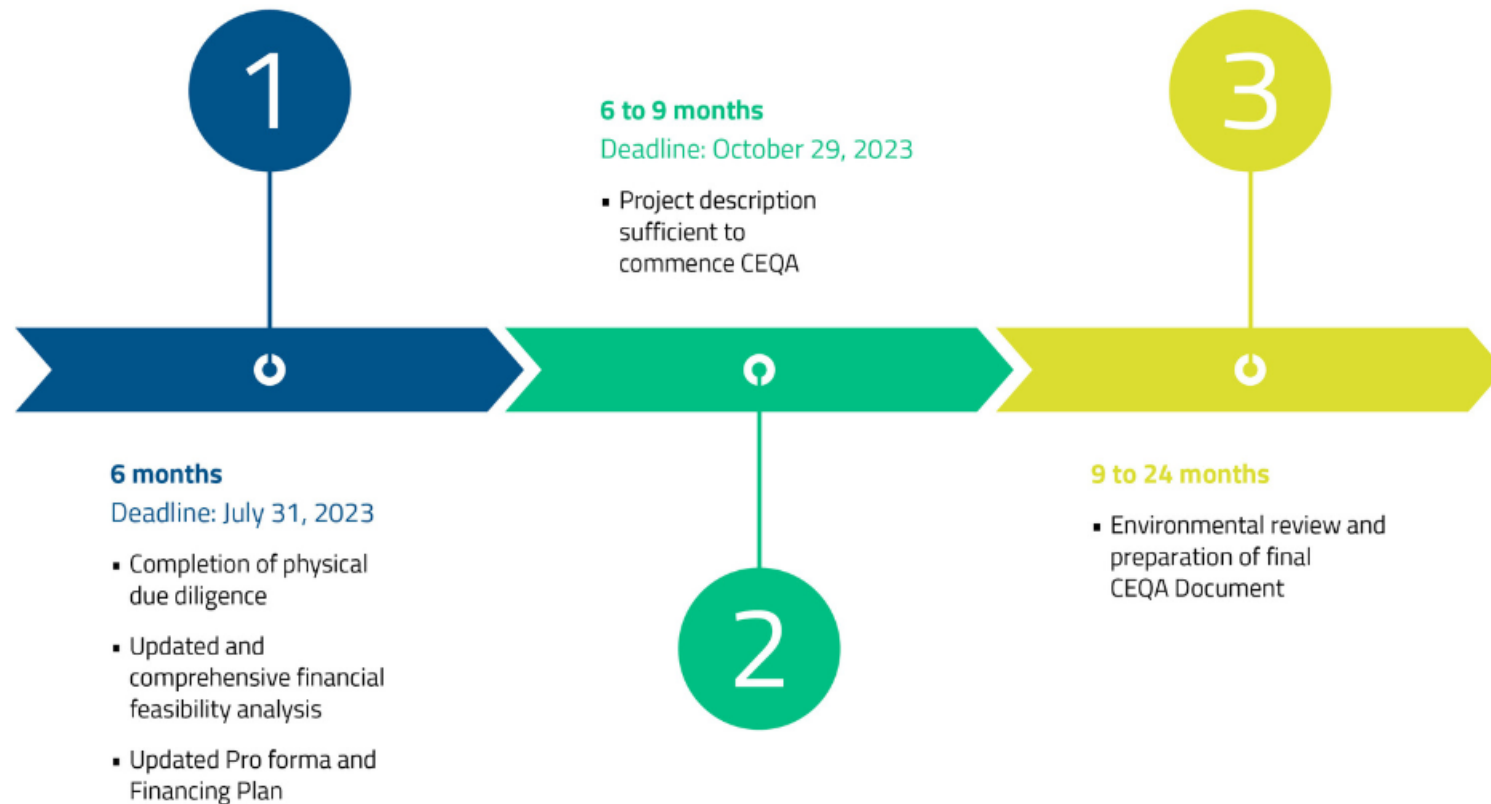 1
6 months
Deadline: July 31, 2023
▪ Completion of physical
due diligence
▪ Updated and
comprehensive financial
feasibility analysis
▪ Updated Pro forma and
Financing Plan
6 to 9 months
Deadline: October 29, 2023
▪ Project description
sufficient to
commence CEQA
2
3
9 to 24 months
▪ Environmental review and
preparation of final
CEQA Document